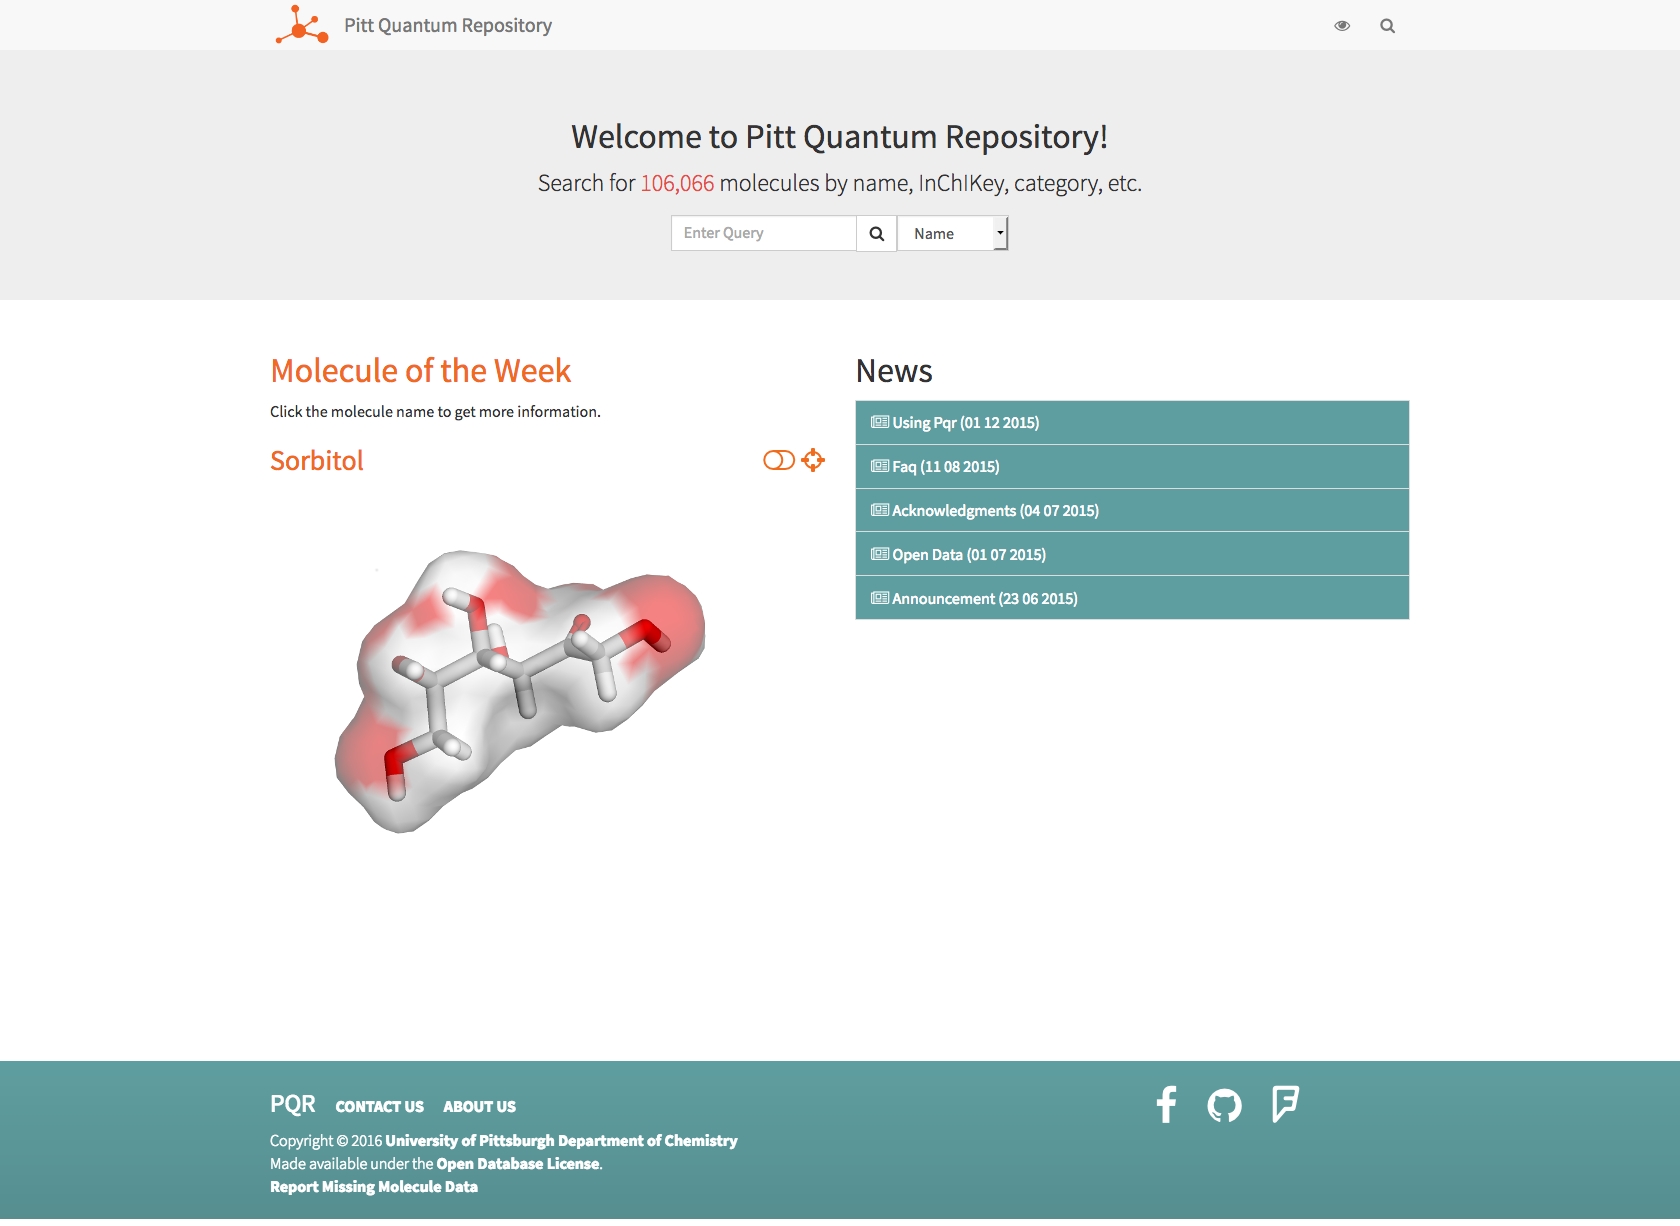 Pitt Quantum Repository
Welcome to Pitt Quantum Repository!
Search for 106,066 molecules by name, InChIKey, category, etc.
Enter Query
Name
Molecule of the Week
Click the molecule name to get more information.
Sorbitol
News
Using Pqr (01 12 2015)
Faq (11 08 2015)
Acknowledgments (04 07 2015)
Open Data (01 07 2015)
Announcement (23 06 2015)
PQR CONTACT US ABOUT US
Copyright © 2016 University of Pittsburgh Department of Chemistry
Made available under the Open Database License.
Report Missing Molecule Data